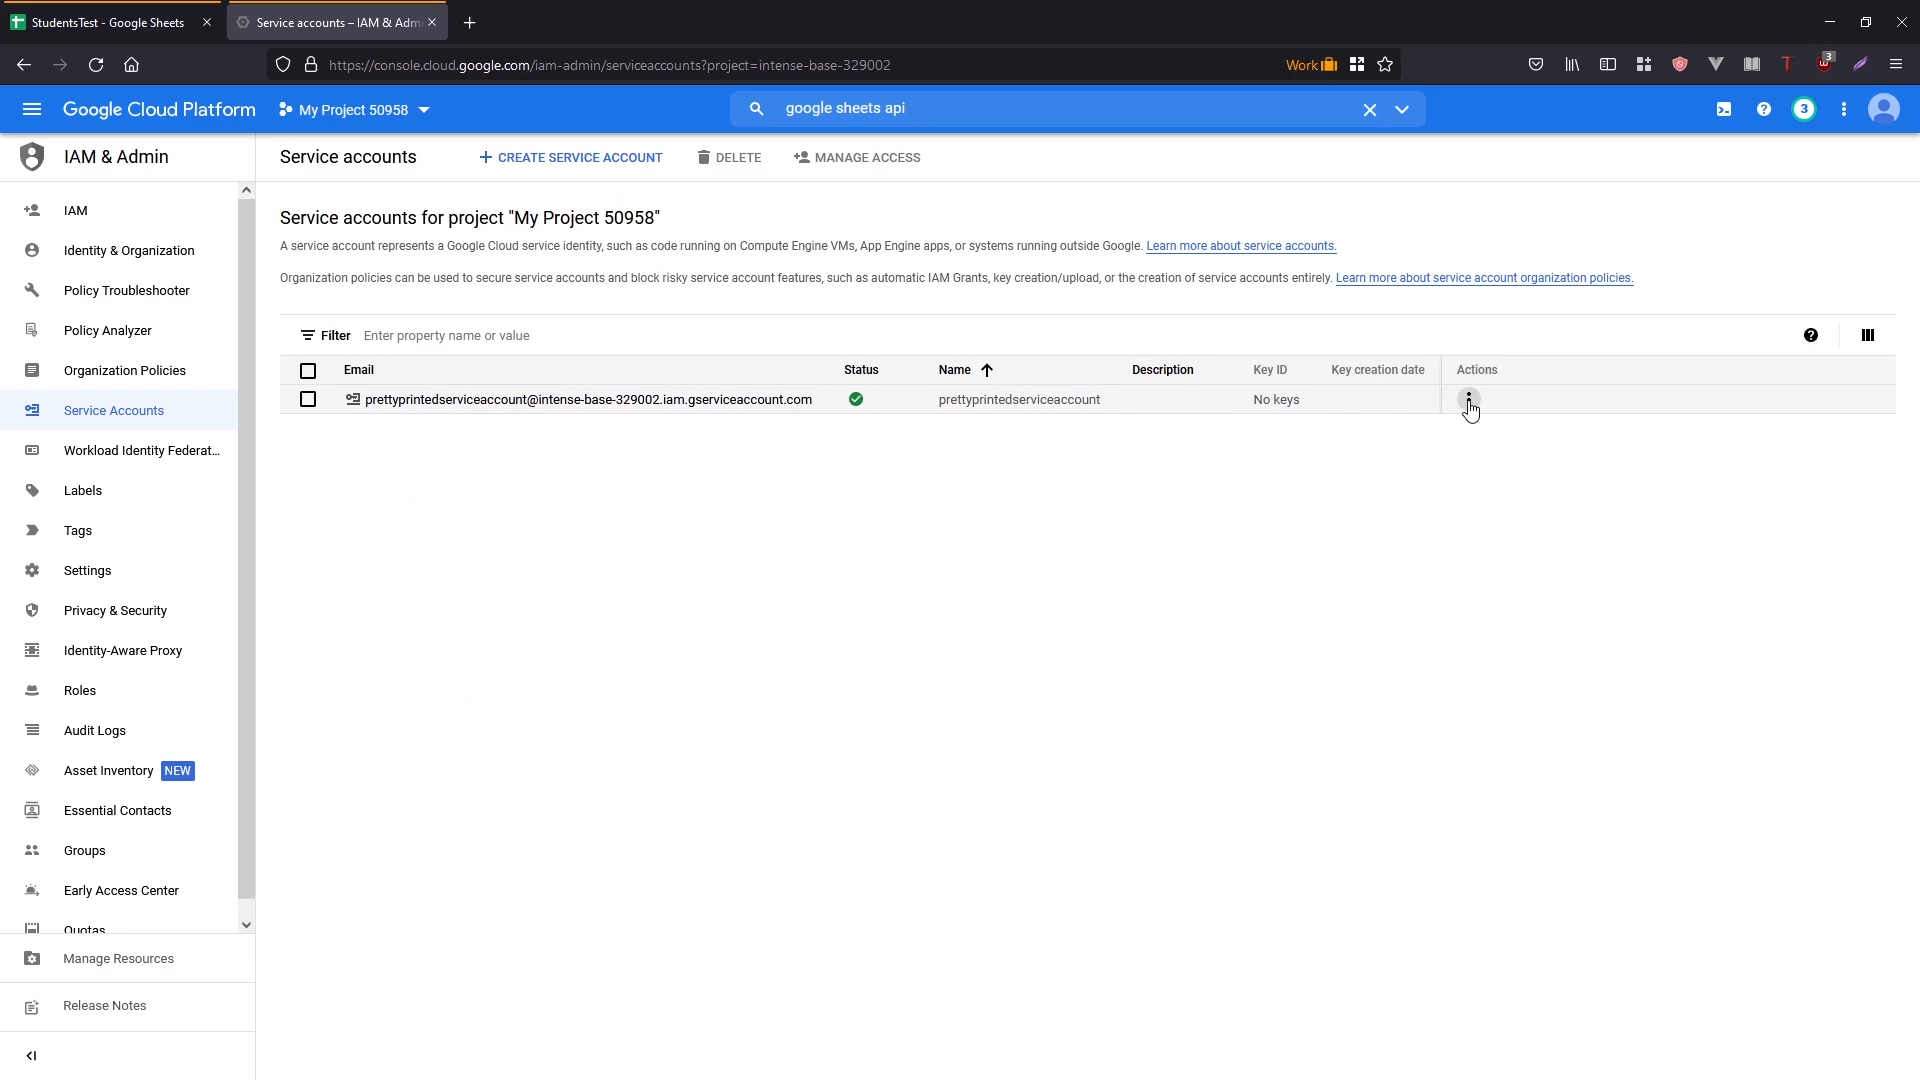 StudentsTest - Google Sheets
Service accounts – IAM & Adm
https://console.cloud.google.com/iam-admin/serviceaccounts?project=intense-base-329002
Work
3
Google Cloud Platform
My Project 50958
google sheets api
3
IAM & Admin
Service accounts
CREATE SERVICE ACCOUNT
DELETE
MANAGE ACCESS
IAM
Identity & Organization
Policy Troubleshooter
Policy Analyzer
Organization Policies
Service Accounts
Workload Identity Federat...
Labels
Tags
Settings
Privacy & Security
Identity-Aware Proxy
Roles
Audit Logs
Asset Inventory NEW
Essential Contacts
Groups
Early Access Center
Quotas
Manage Resources
Release Notes
Service accounts for project "My Project 50958"
A service account represents a Google Cloud service identity, such as code running on Compute Engine VMs, App Engine apps, or systems running outside Google. Learn more about service accounts.
Organization policies can be used to secure service accounts and block risky service account features, such as automatic IAM Grants, key creation/upload, or the creation of service accounts entirely. Learn more about service account organization policies.
Filter Enter property name or value
Email Status Name Description Key ID Key creation date Actions
prettyprintedserviceaccount@intense-base-329002.iam.gserviceaccount.com prettyprintedserviceaccount No keys